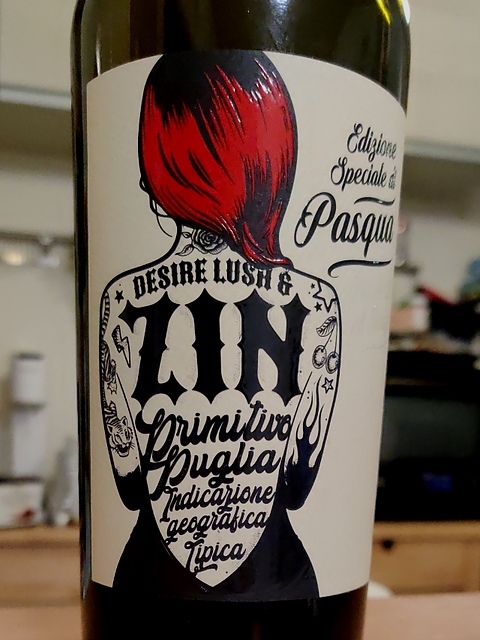 DESIRE LUSH &
ZIN
Primitivo
Puglia
Indicazione
geografica
Tipica
Edizione
Speciale di
Pasqua